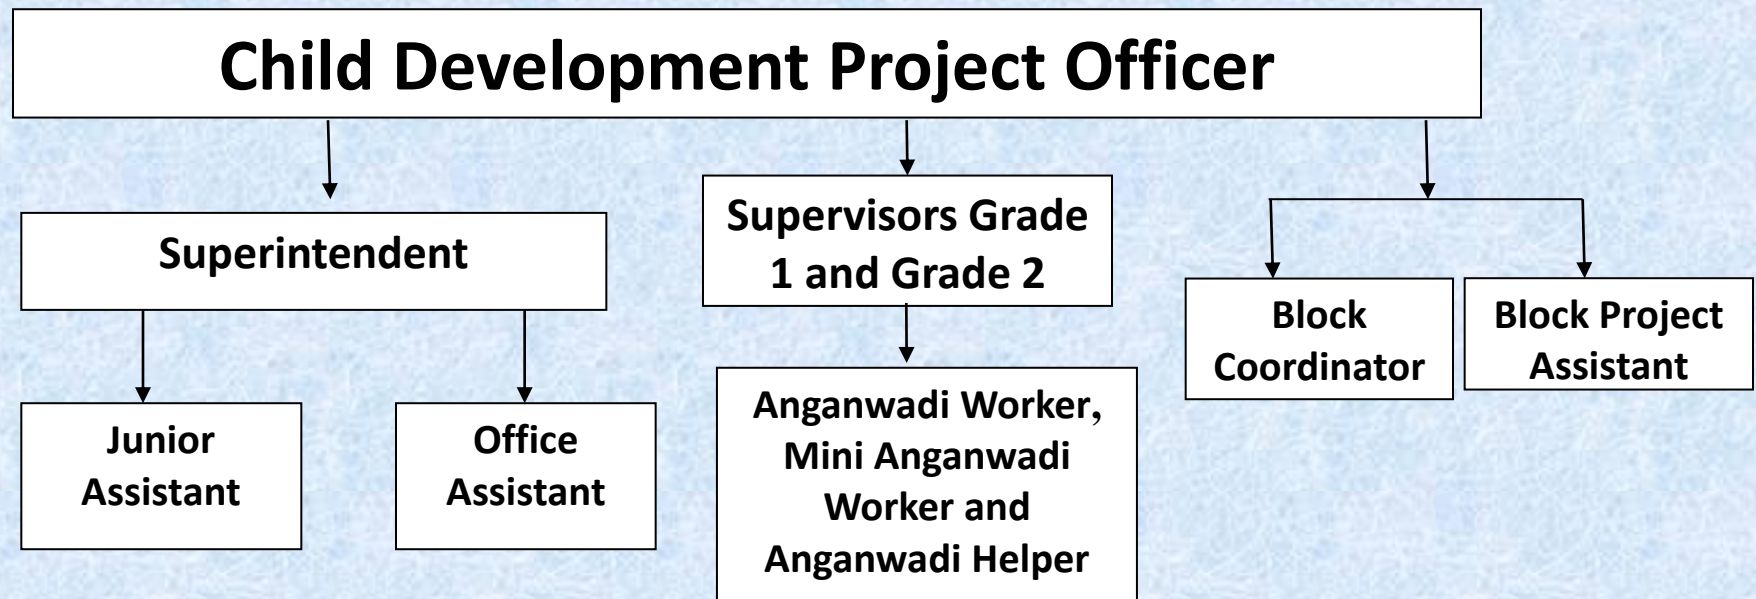 Child Development Project Officer
Superintendent
Supervisors Grade
1 and Grade 2
Block
Coordinator
Block Project
Assistant
Junior
Assistant
Office
Assistant
Anganwadi Worker,
Mini Anganwadi
Worker and
Anganwadi Helper